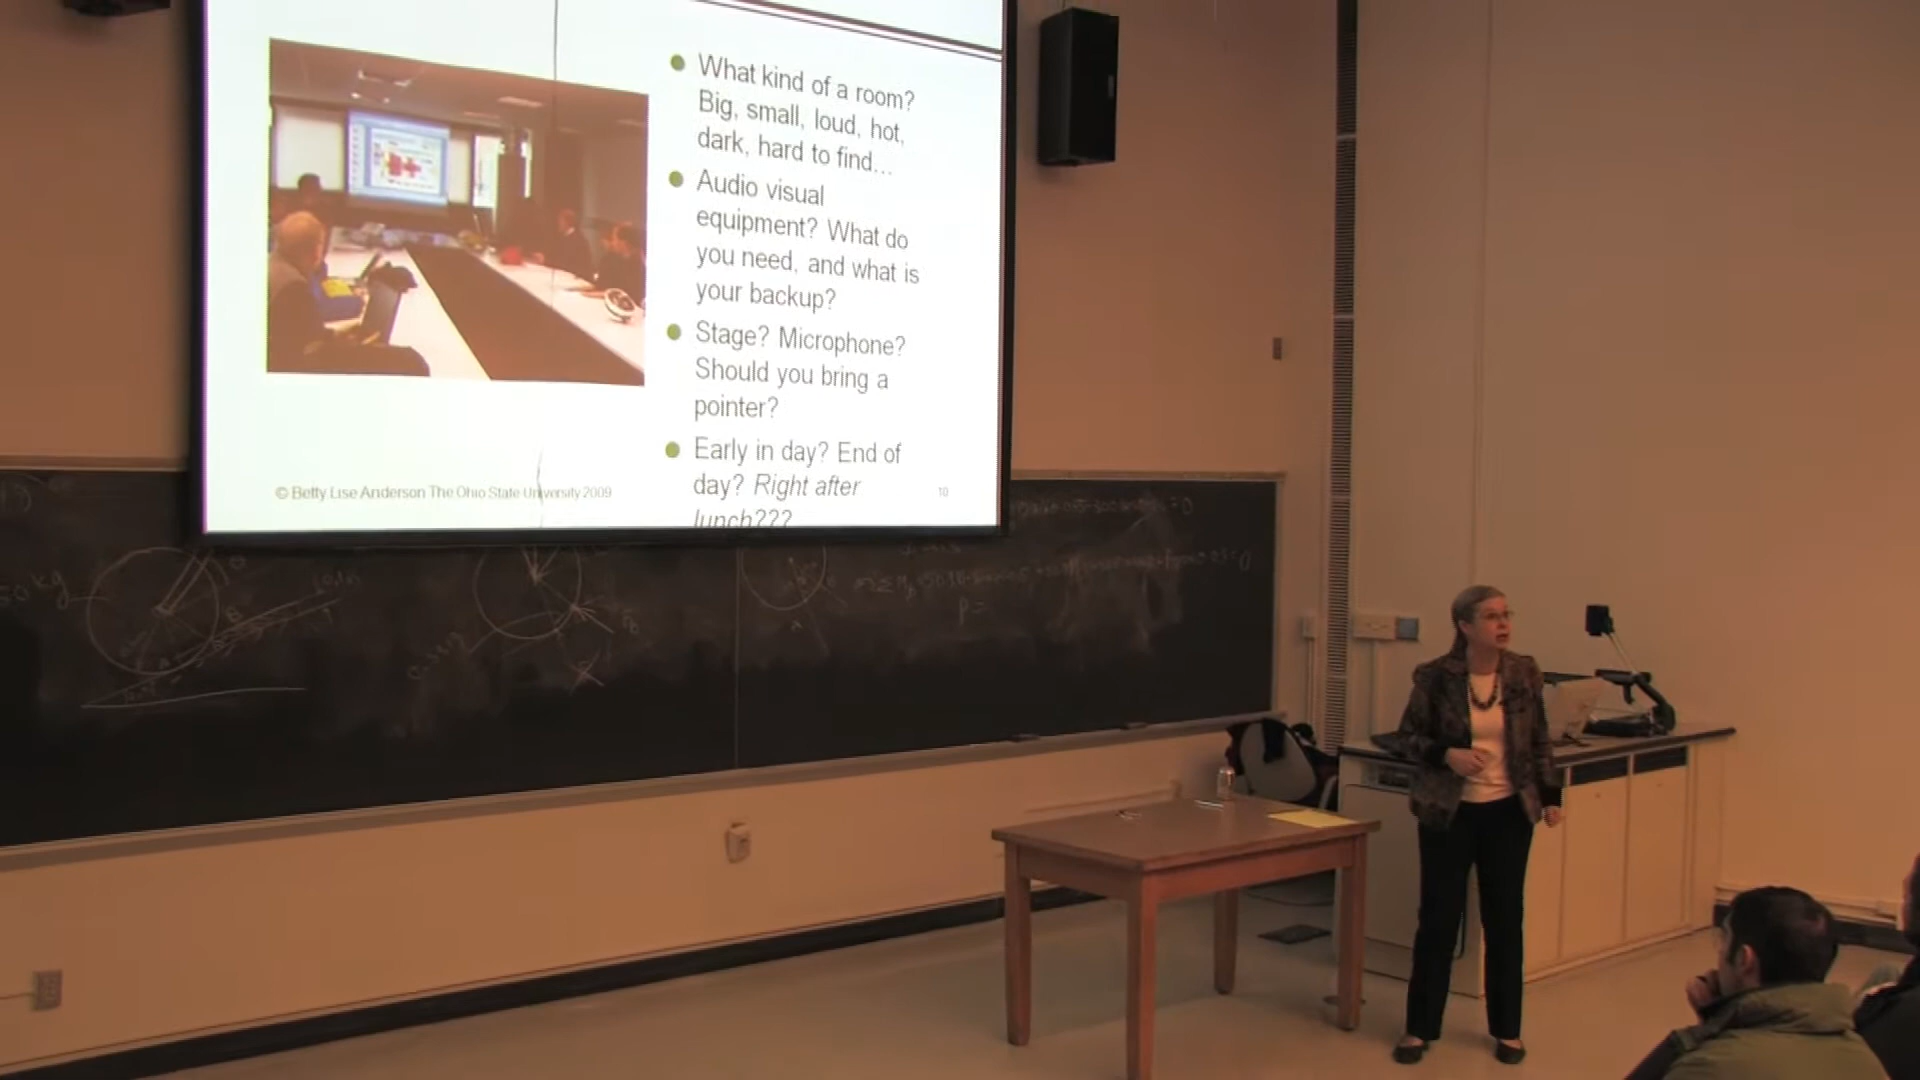 What kind of a room?
Big, small, loud, hot,
dark, hard to find...
Audio visual
equipment? What do
you need, and what is
your backup?
Stage? Microphone?
Should you bring a
pointer?
Early in day? End of
day? Right after
lunch???
© Betty Lise Anderson The Ohio State University 2009
10
50kg
P=